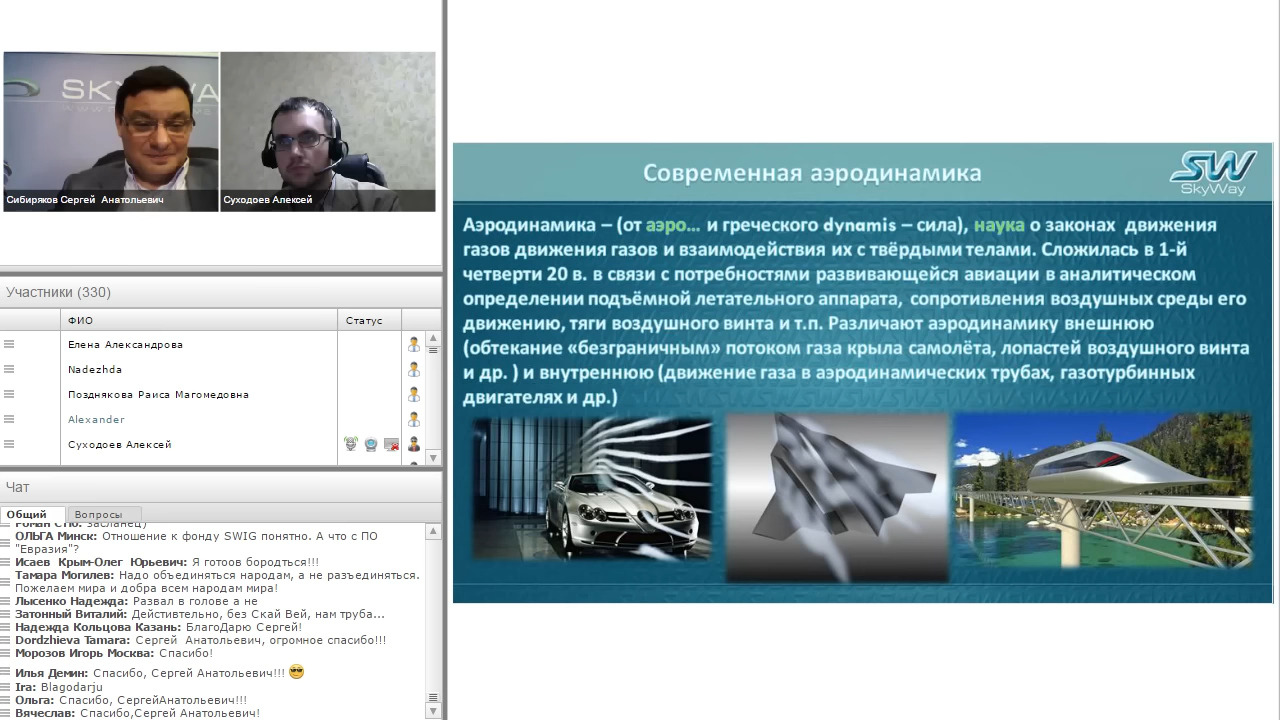 SKYWA
Сибиряков Сергей Анатольевич
Суходоев Алексей
Участники (330)
ФИО
Статус
Елена Александрова
Nadezhda
Позднякова Раиса Магомедовна
Alexander
Суходоев Алексей
Чат
Общий
Вопросы
Роман Стю: засланец)
ОЛЬГА Минск: Отношение к фонду SWIG понятно. А что с ПО
"Евразия"?
Исаев Крым-Олег Юрьевич: Я готоов бородться!!!
Тамара Могилев: Надо объединяться народам, а не разъединяться.
Пожелаем мира и добра всем народам мира!
Лысенко Надежда: Развал в голове а не
Затонный Виталий: Дейстивтельно, без Скай Вей, нам труба...
Надежда Кольцова Казань: БлагоДарю Сергей!
Dordzhieva Tamara: Сергей Анатольевич, огромное спасибо!!!
Морозов Игорь Москва: Спасибо!
Илья Демин: Спасибо, Сергей Анатольевич!!!
Ira: Blagodarju
Ольга: Спасибо, СергейАнатольевич!!!
Вячеслав: Спасибо,Сергей Анатольевич!
Современная аэродинамика
SW
SkyWay
Аэродинамика – (от аэро... и греческого dynamis – сила), наука о законах движения
газов движения газов и взаимодействия их с твёрдыми телами. Сложилась в 1-й
четверти 20 в. в связи с потребностями развивающейся авиации в аналитическом
определении подъёмной летательного аппарата, сопротивления воздушных среды его
движению, тяги воздушного винта и т.п. Различают аэродинамику внешнюю
(обтекание «безграничным» потоком газа крыла самолёта, лопастей воздушного винта
и др. ) и внутреннюю (движение газа в аэродинамических трубах, газотурбинных
двигателях и др.)